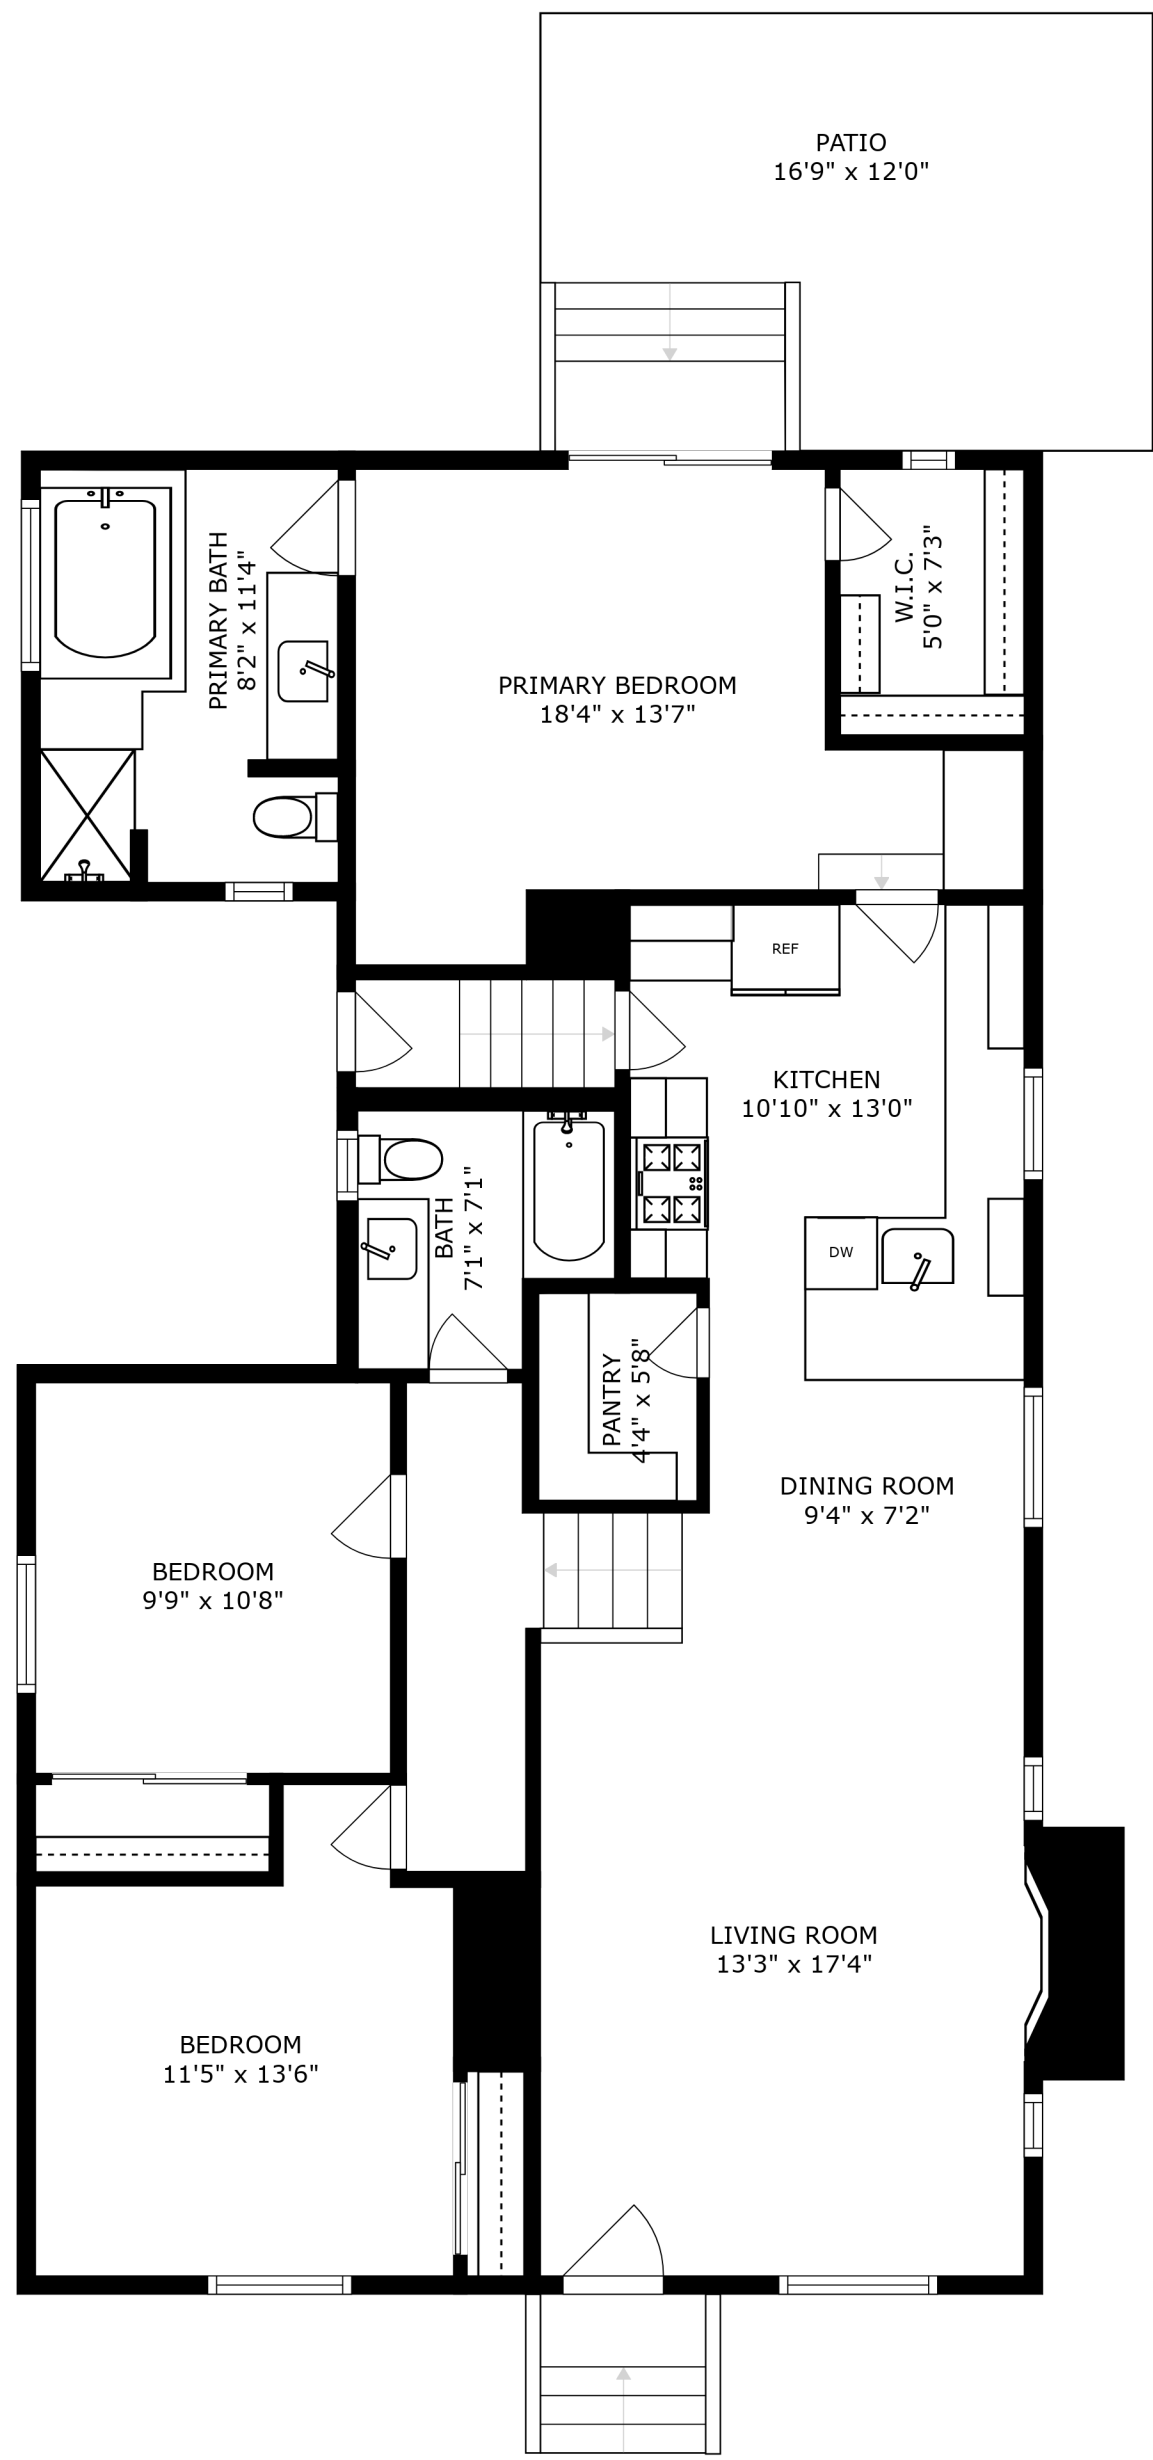 PATIO
16'9" x 12'0"
PRIMARY BATH
8'2" x 11'4"
W.I.C.
5'0" x 7'3"
PRIMARY BEDROOM
18'4" x 13'7"
REF
KITCHEN
10'10" x 13'0"
BATH
7'1" x 7'1"
DW
PANTRY
4'4" x 5'8"
DINING ROOM
9'4" x 7'2"
BEDROOM
9'9" x 10'8"
LIVING ROOM
13'3" x 17'4"
BEDROOM
11'5" x 13'6"